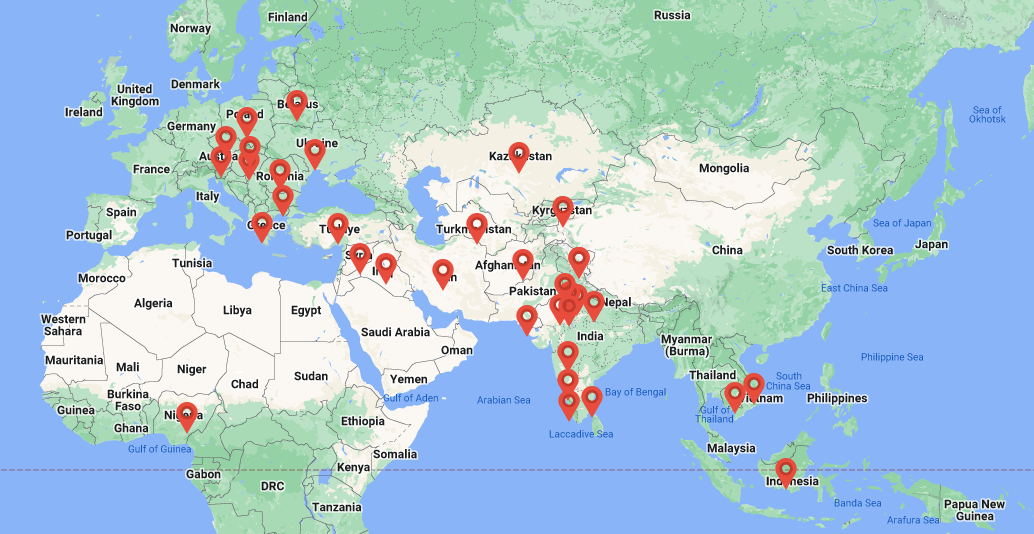 Norway
Finland
Russia
United
Kingdom
Denmark
Ireland
Belarus
Poland
Germany
Sea of
Okhotsk
Ukraine
Austria
Kazakhstan
France
Romania
Mongolia
Italy
Spain
Kyrgyzstan
Portugal
Greece
Türkiye
Turkmenistan
Sea of Japan
Japan
South Korea
China
Syria
Tunisia
Morocco
Afghanistan
Algeria
Libya
Egypt
Pakistan
Nepal
East China Sea
Western
Sahara
Saudi Arabia
India
Myanmar
(Burma)
Oman
Mauritania
Mali
Niger
Chad
Sudan
Yemen
Philippine Sea
Thailand
South
China Sea
Burkina
Faso
Gulf of Aden
Arabian Sea
Bay of Bengal
Vietnam
Philippines
Guinea
Ghana
Nigeria
Ethiopia
Gulf of
Thailand
Laccadive Sea
Gulf of Guinea
Somalia
Malaysia
Gabon
Kenya
DRC
Indonesia
Tanzania
Banda Sea
Papua New
Guinea
Arafura Sea